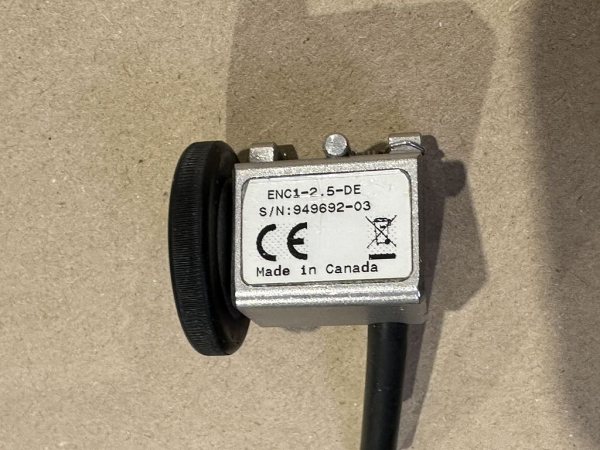 ENC1-2.5-DE
S/N:949692-03
CE
Made in Canada